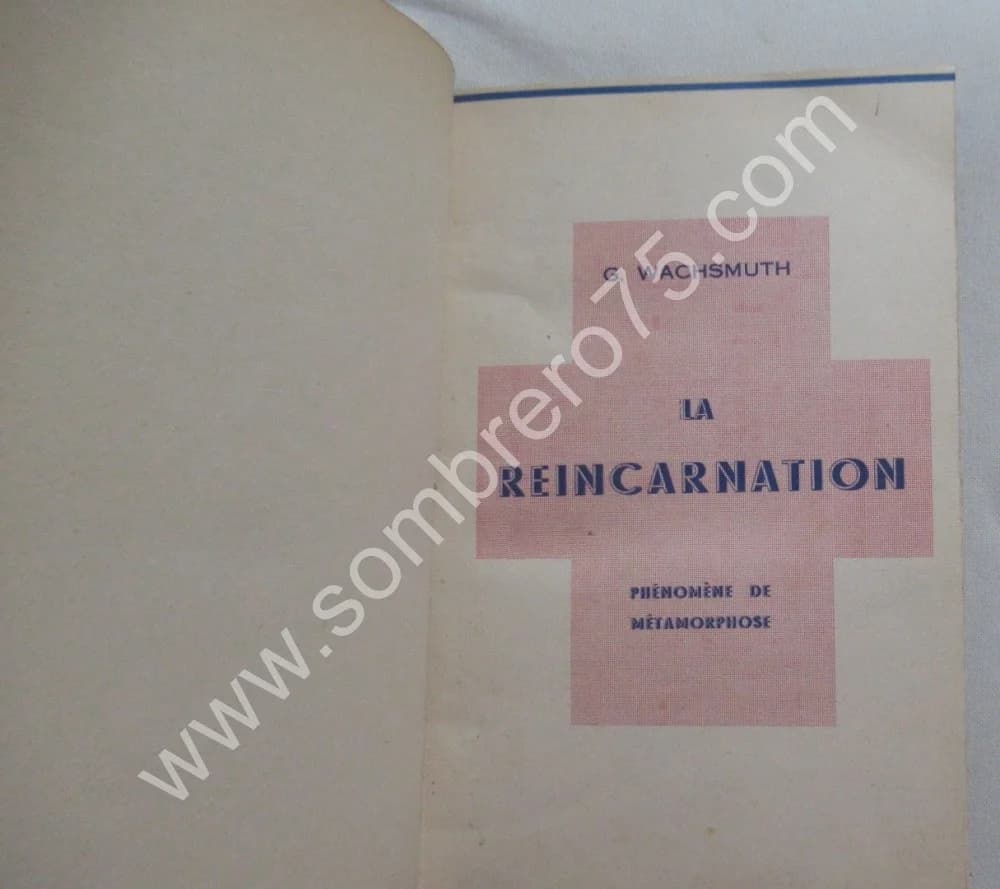 G. WACHSMUTH
LA
REINCARNATION
PHÉNOMÈNE DE
MÉTAMORPHOSE
www.sombrero75.com